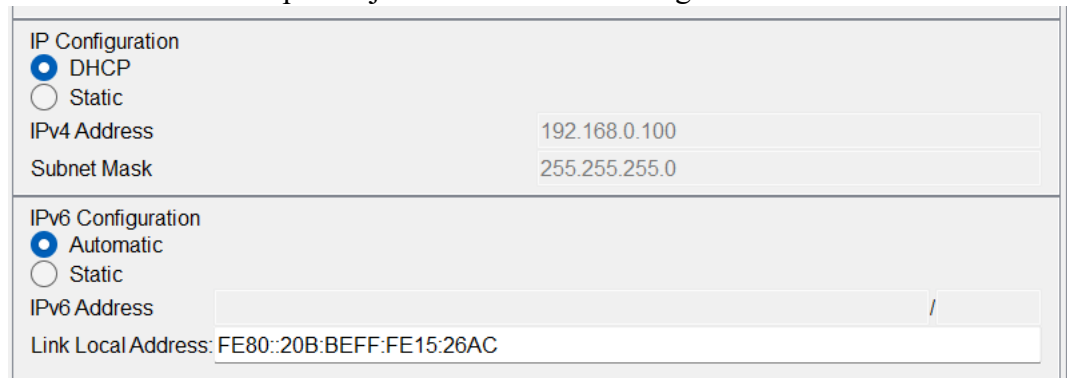 IP Configuration
DHCP
Static
IPv4 Address 192.168.0.100
Subnet Mask 255.255.255.0
IPv6 Configuration
Automatic
Static
IPv6 Address /
Link Local Address: FE80::20B:BEFF:FE15:26AC